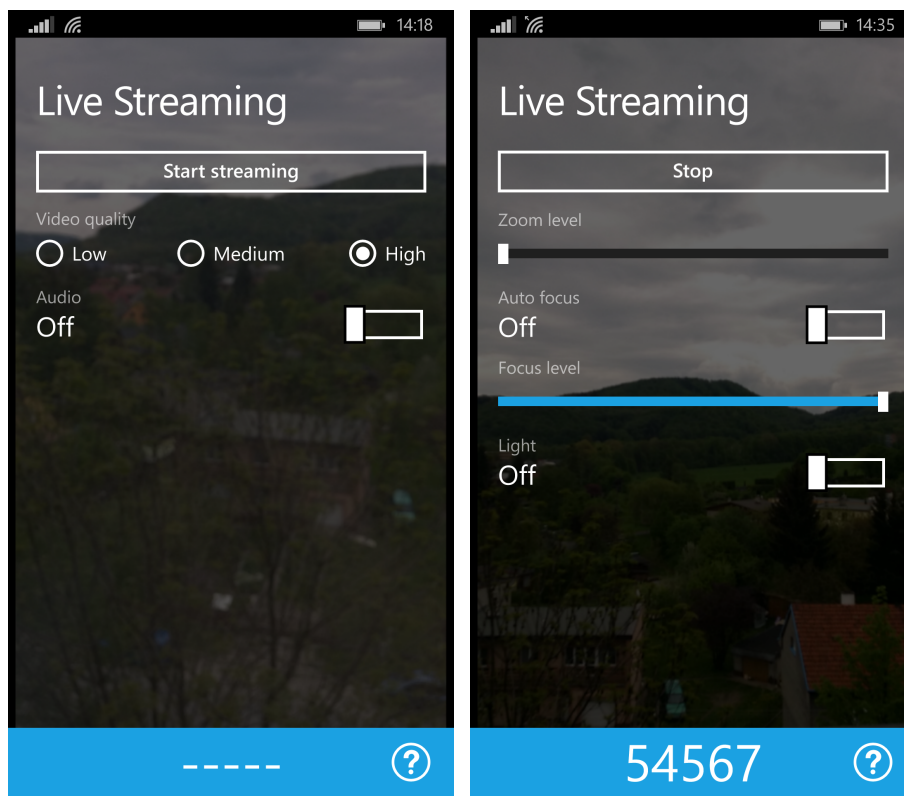 14:18
Live Streaming
Start streaming
Video quality
Low Medium High
Audio
Off
- - - - -
?
14:35
Live Streaming
Stop
Zoom level
Auto focus
Off
Focus level
Light
Off
54567
?